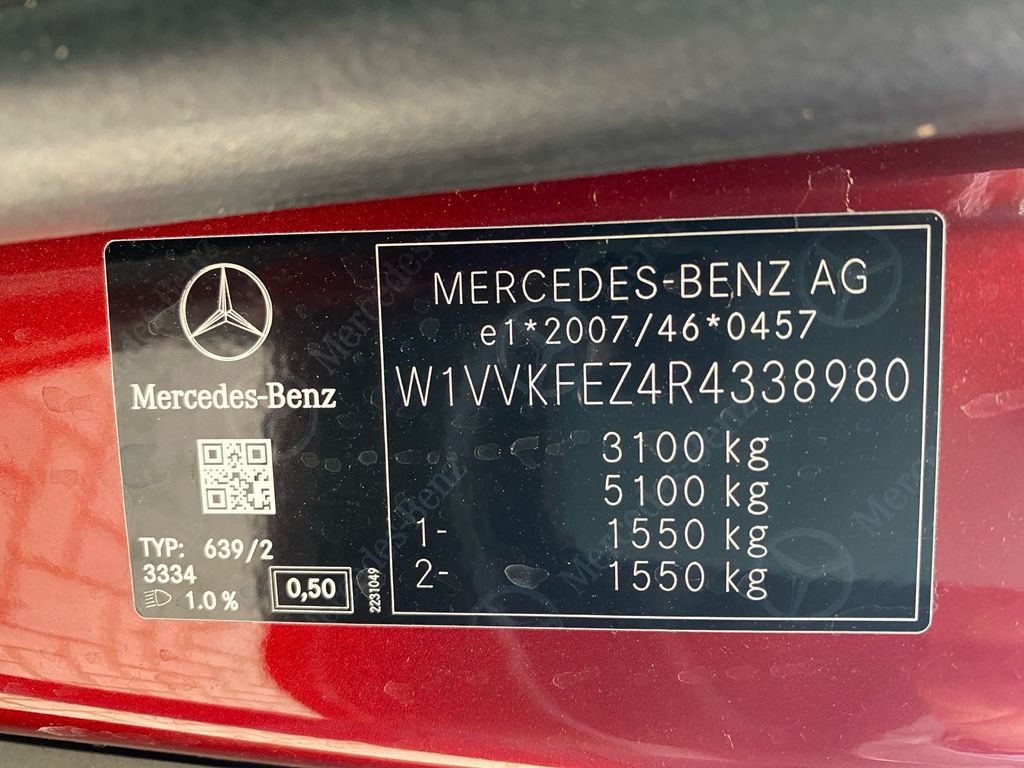 Mercedes-Benz
TYP: 639/2
3334
1.0 %
0,50
2231049
MERCEDES-BENZ AG
e1*2007/46*0457
W1VVKFEZ4R4338980
3100 kg
5100 kg
1- 1550 kg
2- 1550 kg